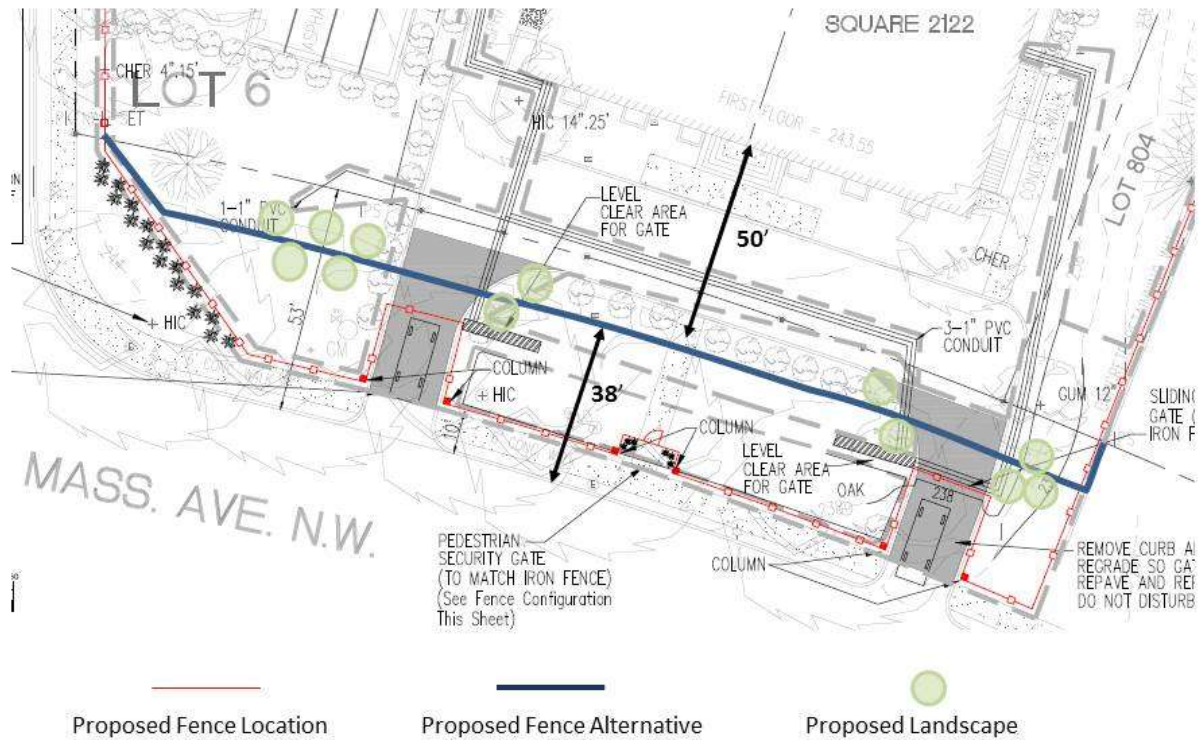 SQUARE 2122
CHER 4".15'
LOT 6
HIC 14".25'
FIRST FLOOR = 243.55
LOT 804
1-1" PVC
CONDUIT
LEVEL
CLEAR AREA
FOR GATE
50'
CHER
53'
+ HIC
3-1" PVC
CONDUIT
COLUMN
+ HIC
38'
GUM 12"
SLIDING
GATE
IRON F
10'
COLUMN
LEVEL
CLEAR AREA
FOR GATE
OAK
238
MASS. AVE. N.W.
PEDESTRIAN
SECURITY GATE
(TO MATCH IRON FENCE)
(See Fence Configuration
This Sheet)
COLUMN
REMOVE CURB A
REGRADE SO GAT
REPAVE AND REF
DO NOT DISTURB
Proposed Fence Location
Proposed Fence Alternative
Proposed Landscape